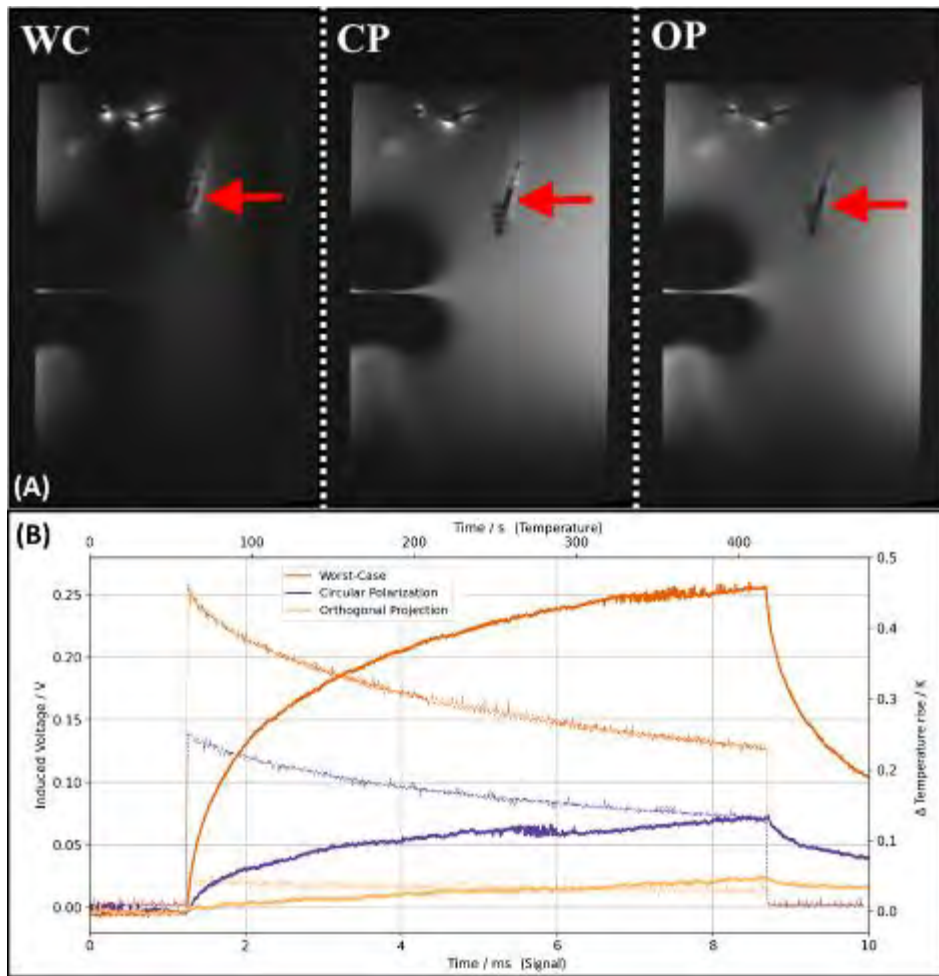 WC CP OP
(A)
(B)
Time / s (Temperature)
0 100 200 300 400
Worst-Case
Circular Polarization
Orthogonal Projection
Induced Voltage / V
0.25
0.20
0.15
0.10
0.05
0.00
Δ Temperature rise / K
0.5
0.4
0.3
0.2
0.1
0.0
0 2 4 6 8 10
Time / ms (Signal)